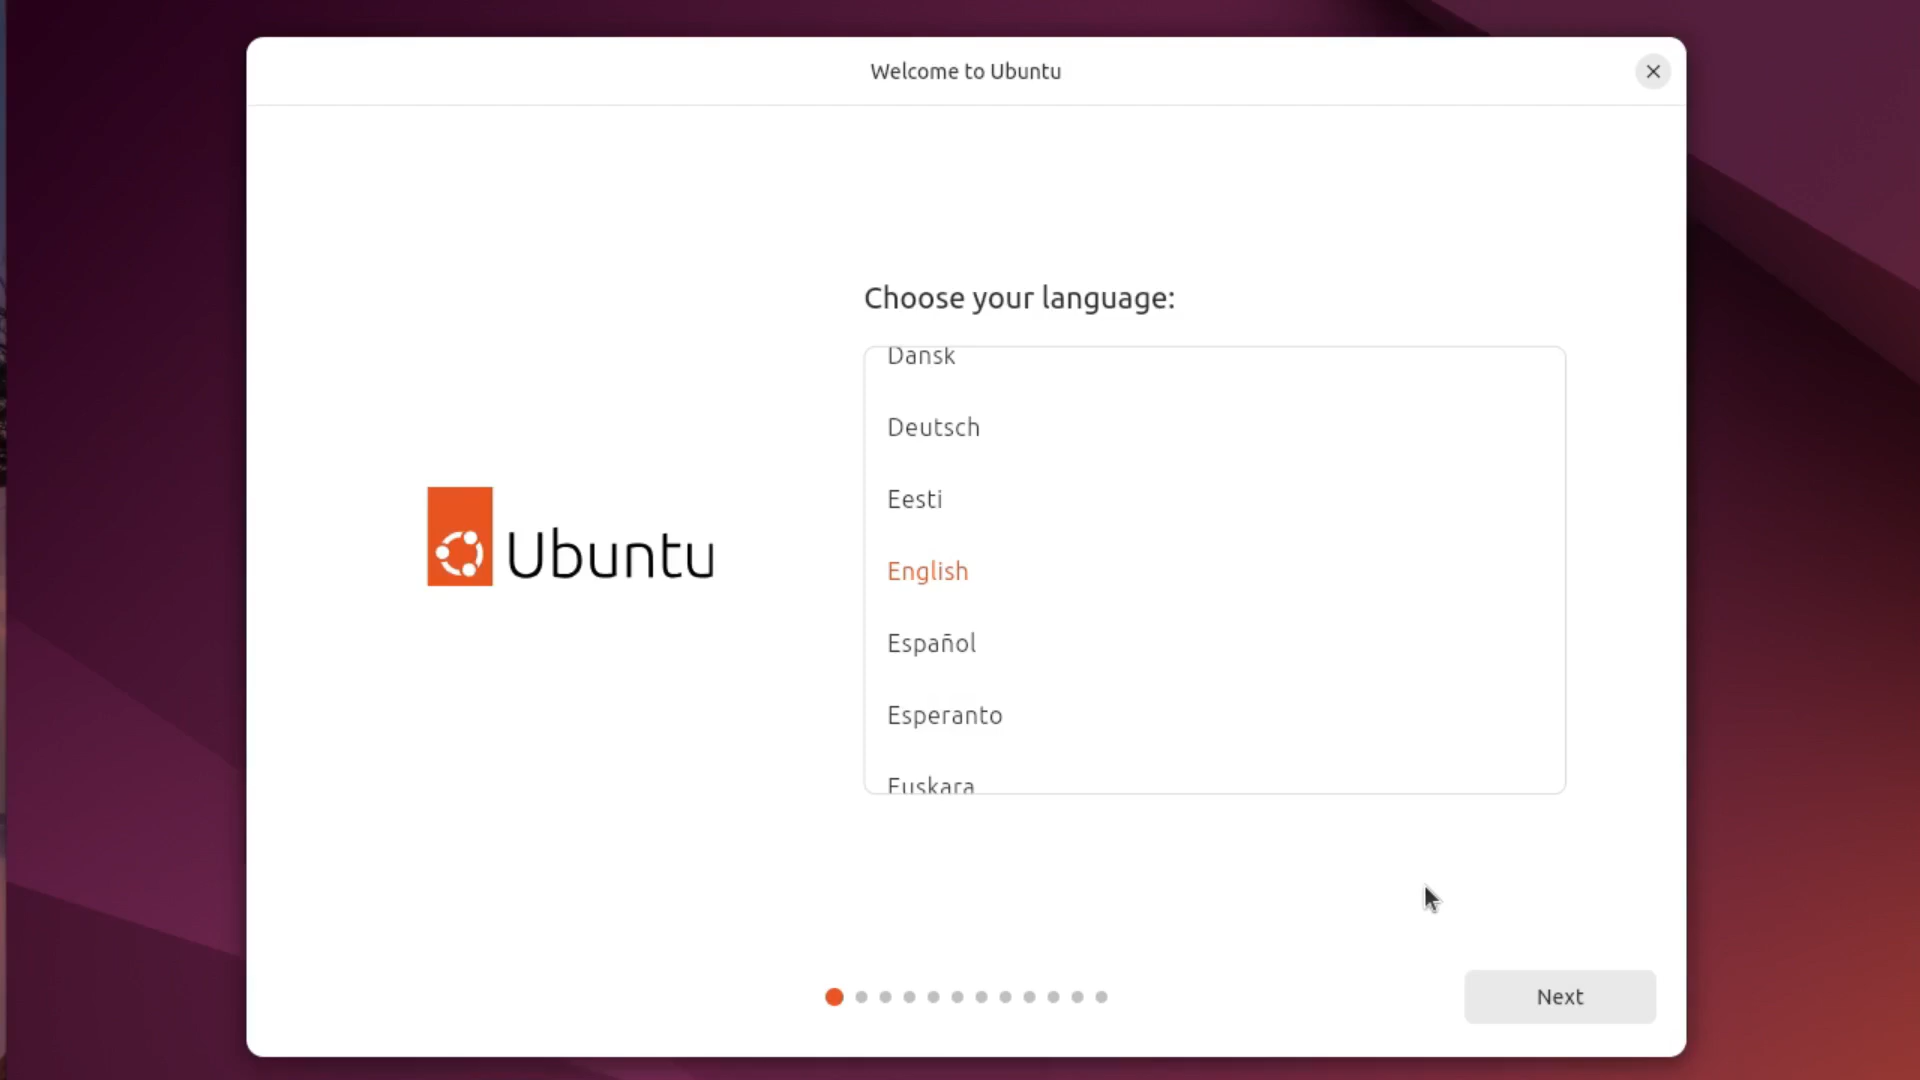 Welcome to Ubuntu
Choose your language:
Dansk
Deutsch
Eesti
Ubuntu
English
Español
Esperanto
Euskara
Next